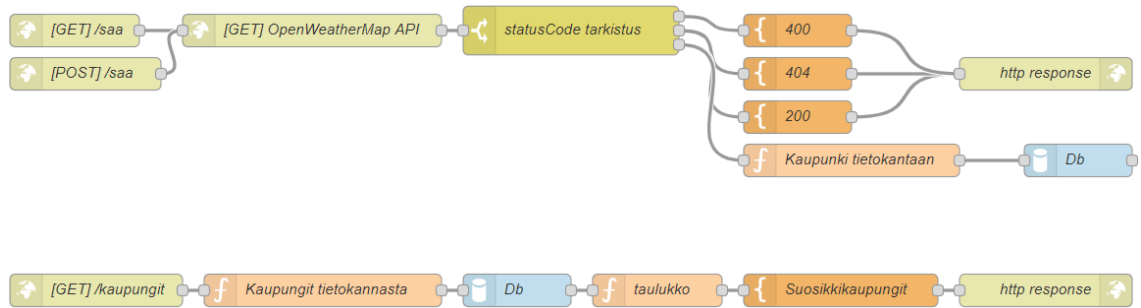 [GET] /saa
[GET] OpenWeatherMap API
statusCode tarkistus
400
[POST] /saa
404
http response
200
Kaupunki tietokantaan
Db
[GET] /kaupungit
Kaupungit tietokannasta
Db
taulukko
Suosikkikaupungit
http response